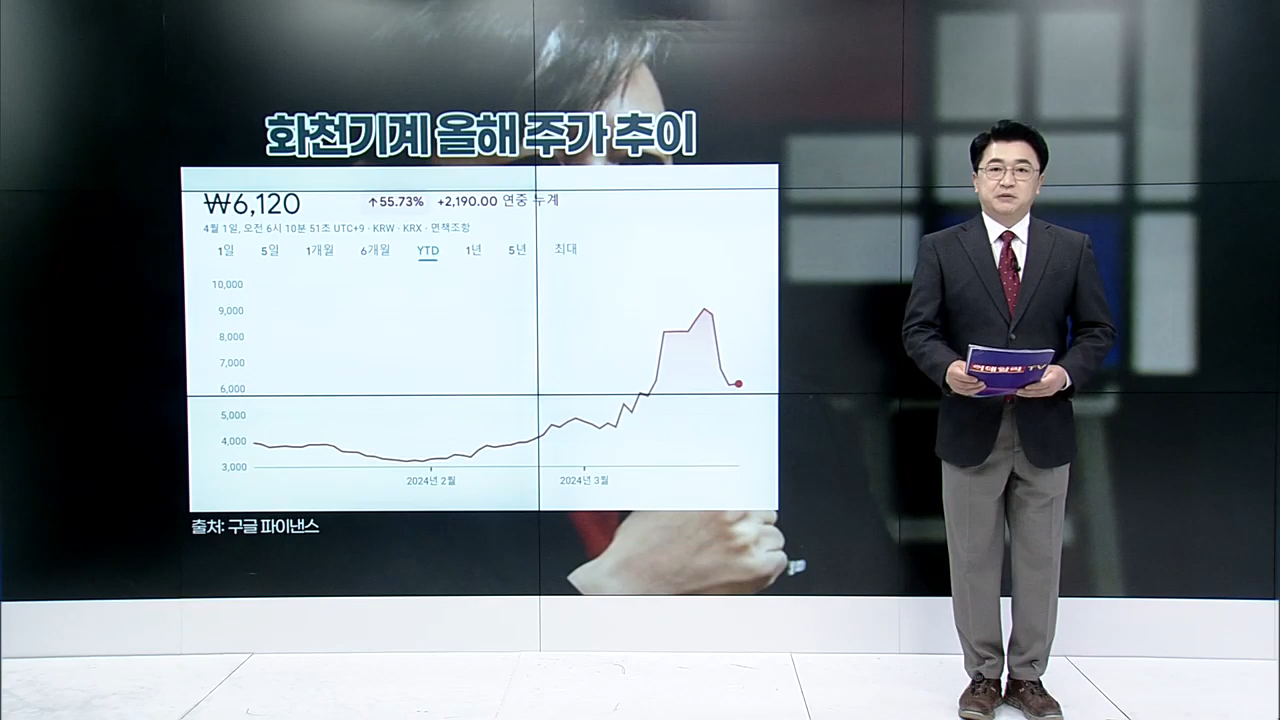 화천기계 올해 주가 추이
₩6,120 ↑55.73% +2,190.00 연중 누계
4월 1일, 오전 6시 10분 51초 UTC+9 · KRW · KRX · 면책조항
1일 5일 1개월 6개월 YTD 1년 5년 최대
10,000
9,000
8,000
7,000
6,000
5,000
4,000
3,000
2024년 2월 2024년 3월
출처: 구글 파이낸스
이데일리 TV